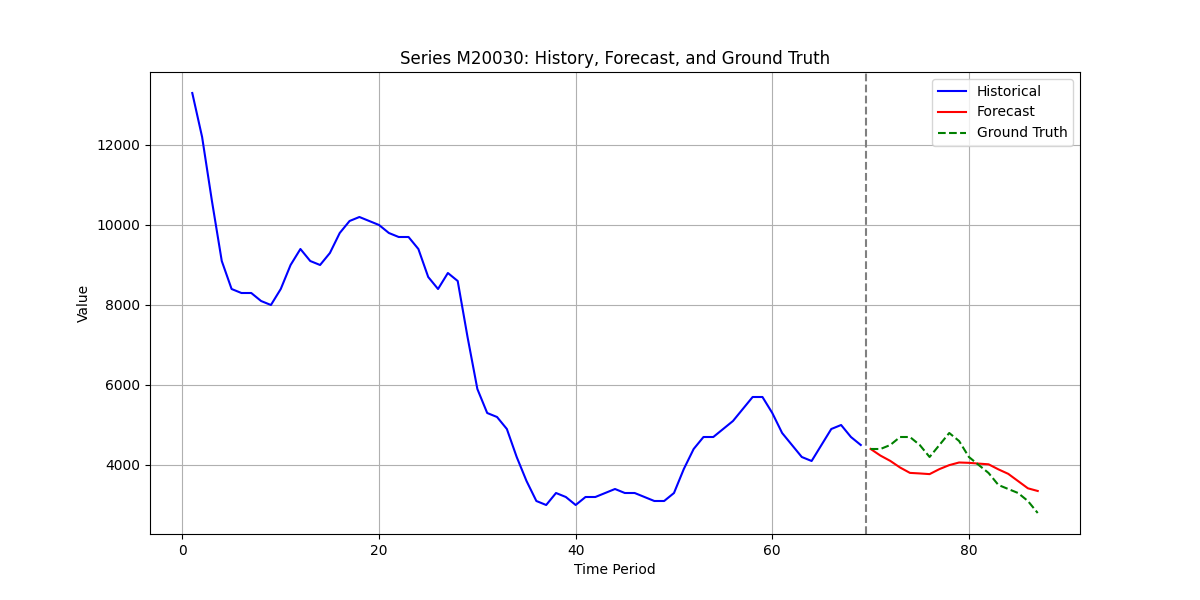 Series M20030: History, Forecast, and Ground Truth
Historical
Forecast
Ground Truth
12000
10000
8000
6000
4000
Value
0 20 40 60 80
Time Period